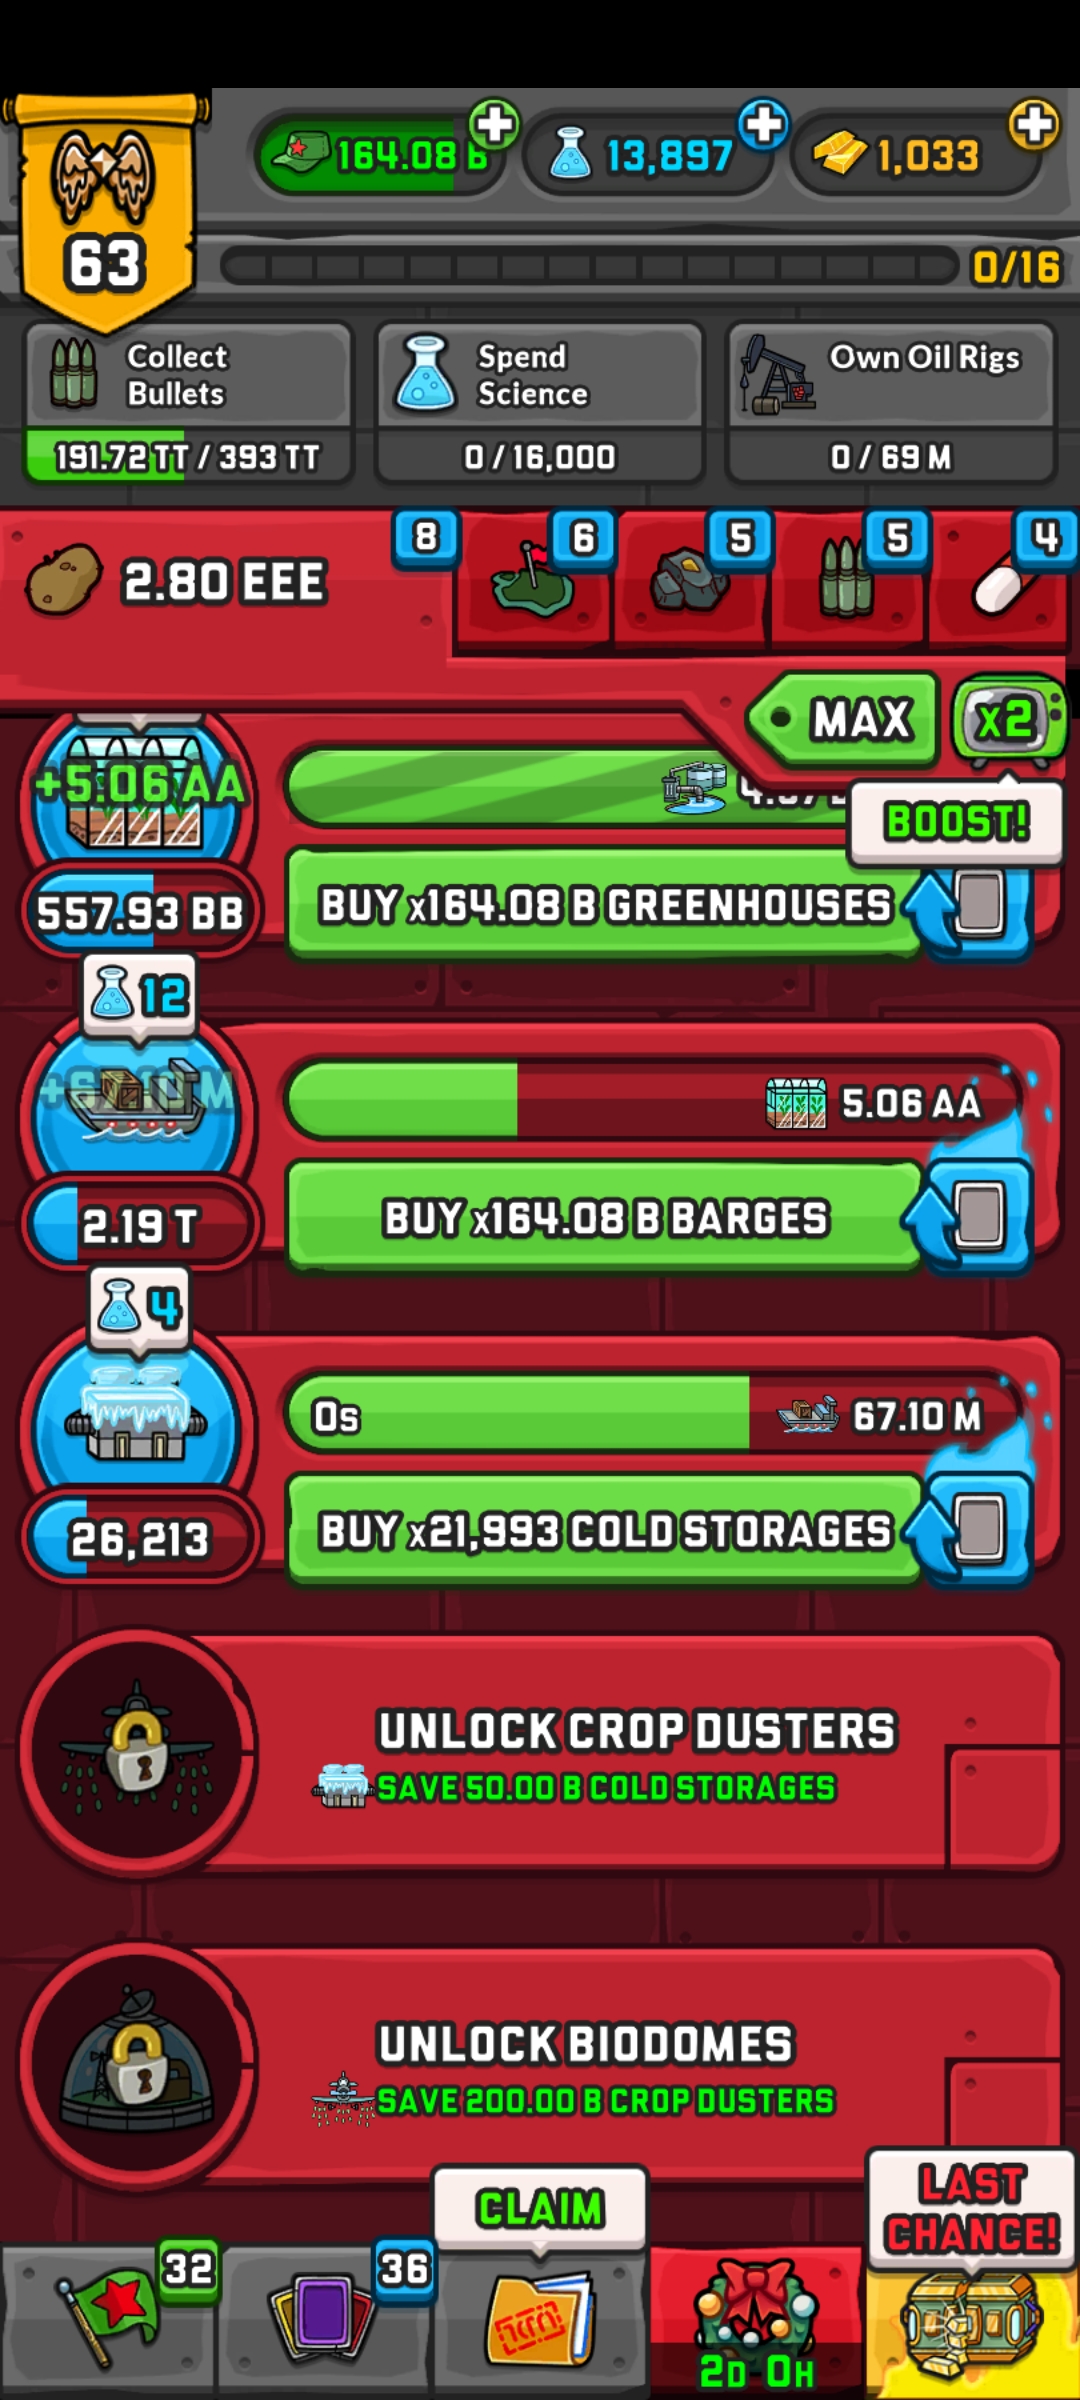 164.08 B
13,897
1,033
63
0/16
Collect
Bullets
191.72 TT / 393 TT
Spend
Science
0 / 16,000
Own Oil Rigs
0 / 69 M
2.80 EEE
8
6
5
5
4
MAX
x2
BOOST!
+5.06 AA
557.93 BB
BUY x164.08 B GREENHOUSES
12
5.06 AA
2.19 T
BUY x164.08 B BARGES
4
0s
67.10 M
26,213
BUY x21,993 COLD STORAGES
UNLOCK CROP DUSTERS
SAVE 50.00 B COLD STORAGES
UNLOCK BIODOMES
SAVE 200.00 B CROP DUSTERS
CLAIM
LAST
CHANCE!
32
36
2D 0H